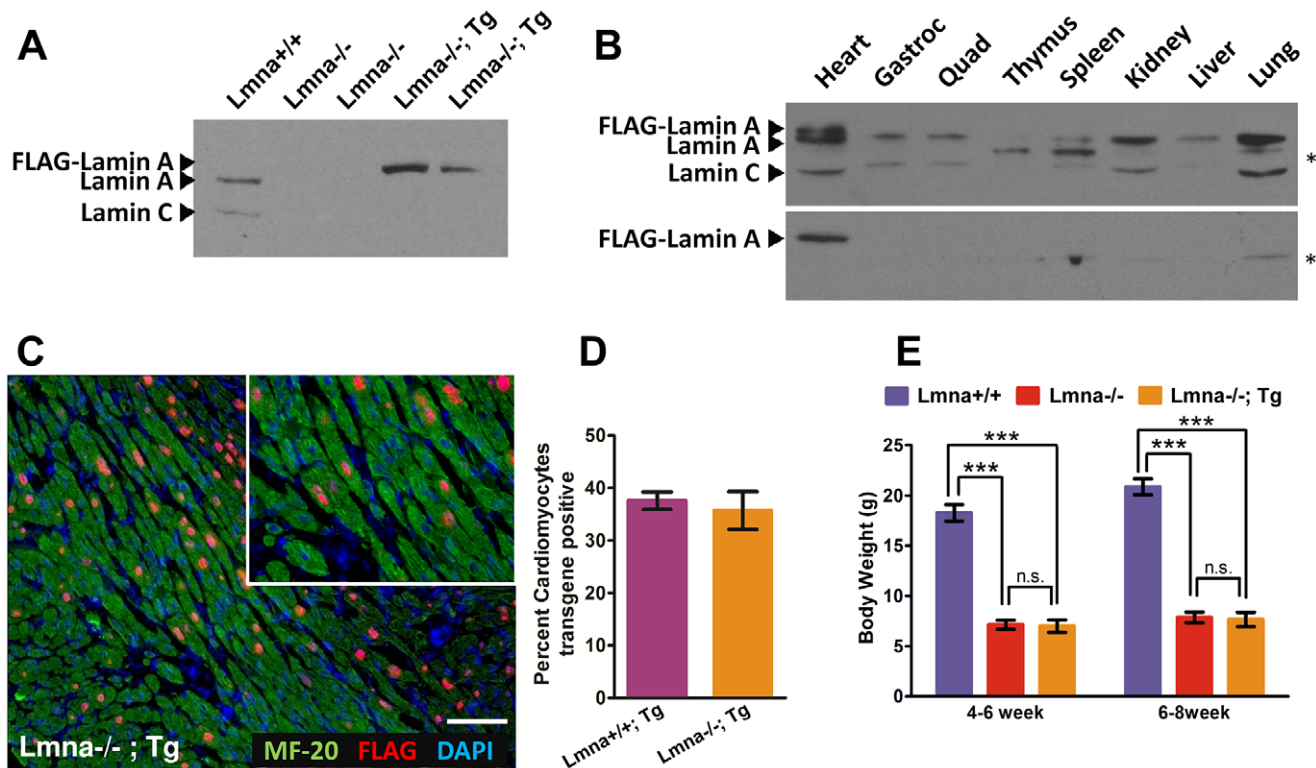 A
Lmna+/+
Lmna-/-
Lmna-/-
Lmna-/-; Tg
Lmna-/-; Tg
FLAG-Lamin A
Lamin A
Lamin C
B
Heart
Gastroc
Quad
Thymus
Spleen
Kidney
Liver
Lung
FLAG-Lamin A
Lamin A
*
Lamin C
FLAG-Lamin A
*
C
Lmna-/- ; Tg
MF-20 FLAG DAPI
D
Percent Cardiomyocytes
transgene positive
50
40
30
20
10
0
Lmna+/+; Tg
Lmna-/-; Tg
E
Lmna+/+ Lmna-/- Lmna-/-; Tg
Body Weight (g)
25
20
15
10
5
0
***
***
n.s.
***
***
n.s.
4-6 week
6-8week